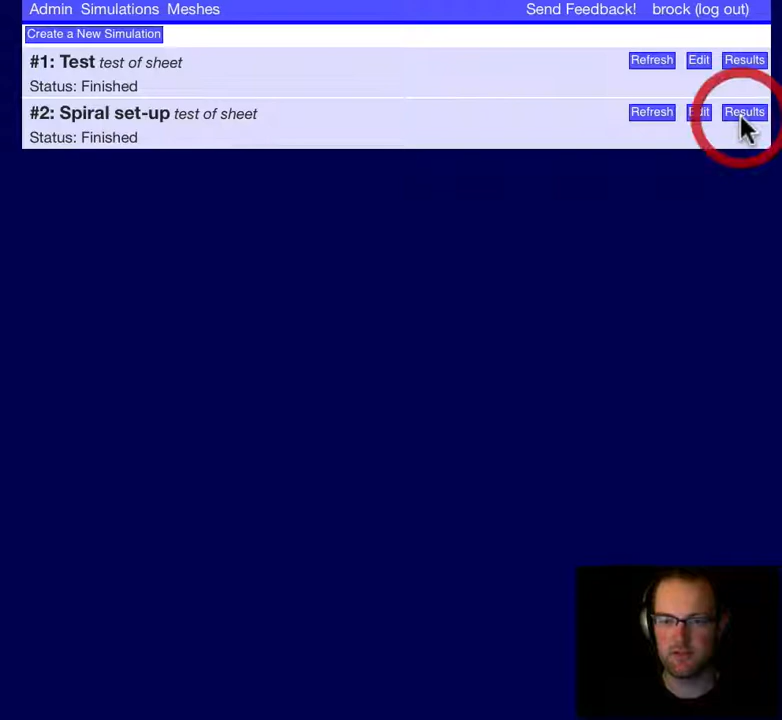 Admin Simulations Meshes Send Feedback! brock (log out)
Create a New Simulation
#1: Test test of sheet Refresh Edit Results
Status: Finished
#2: Spiral set-up test of sheet Refresh Edit Results
Status: Finished